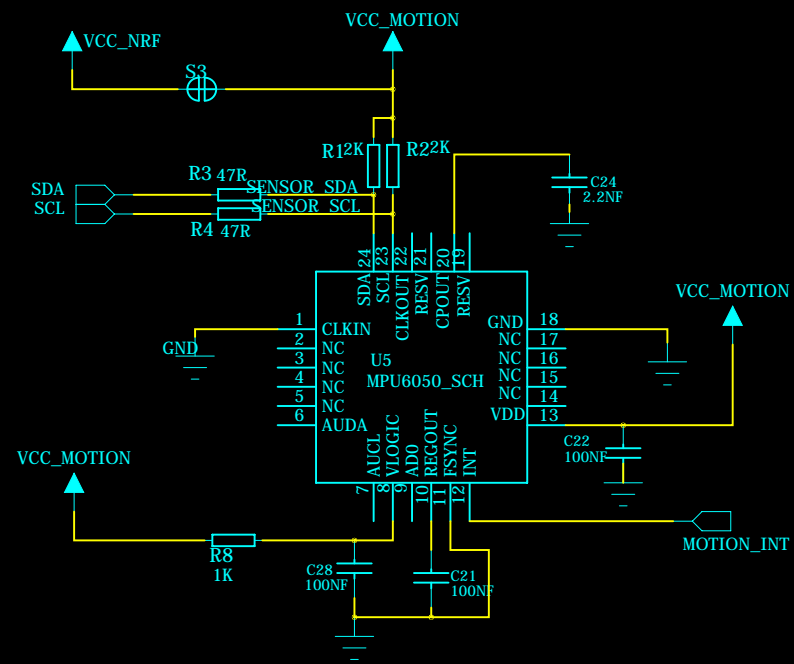 VCC_MOTION
VCC_NRF
S3
R1 2K
R2 2K
R3 47R
SDA
SENSOR_SDA
SCL
SENSOR_SCL
R4 47R
C24
2.2NF
24 23 22 21 20 19
SDA SCL CLKOUT RESV CPOUT RESV
VCC_MOTION
1 CLKIN
GND 18
GND
2 NC
NC 17
3 NC
NC 16
4 NC
NC 15
5 NC
NC 14
6 AUDA
VDD 13
U5
MPU6050_SCH
C22
100NF
AUCL VLOGIC AD0 REGOUT FSYNC INT
7 8 9 10 11 12
VCC_MOTION
R8
1K
C28
100NF
C21
100NF
MOTION_INT